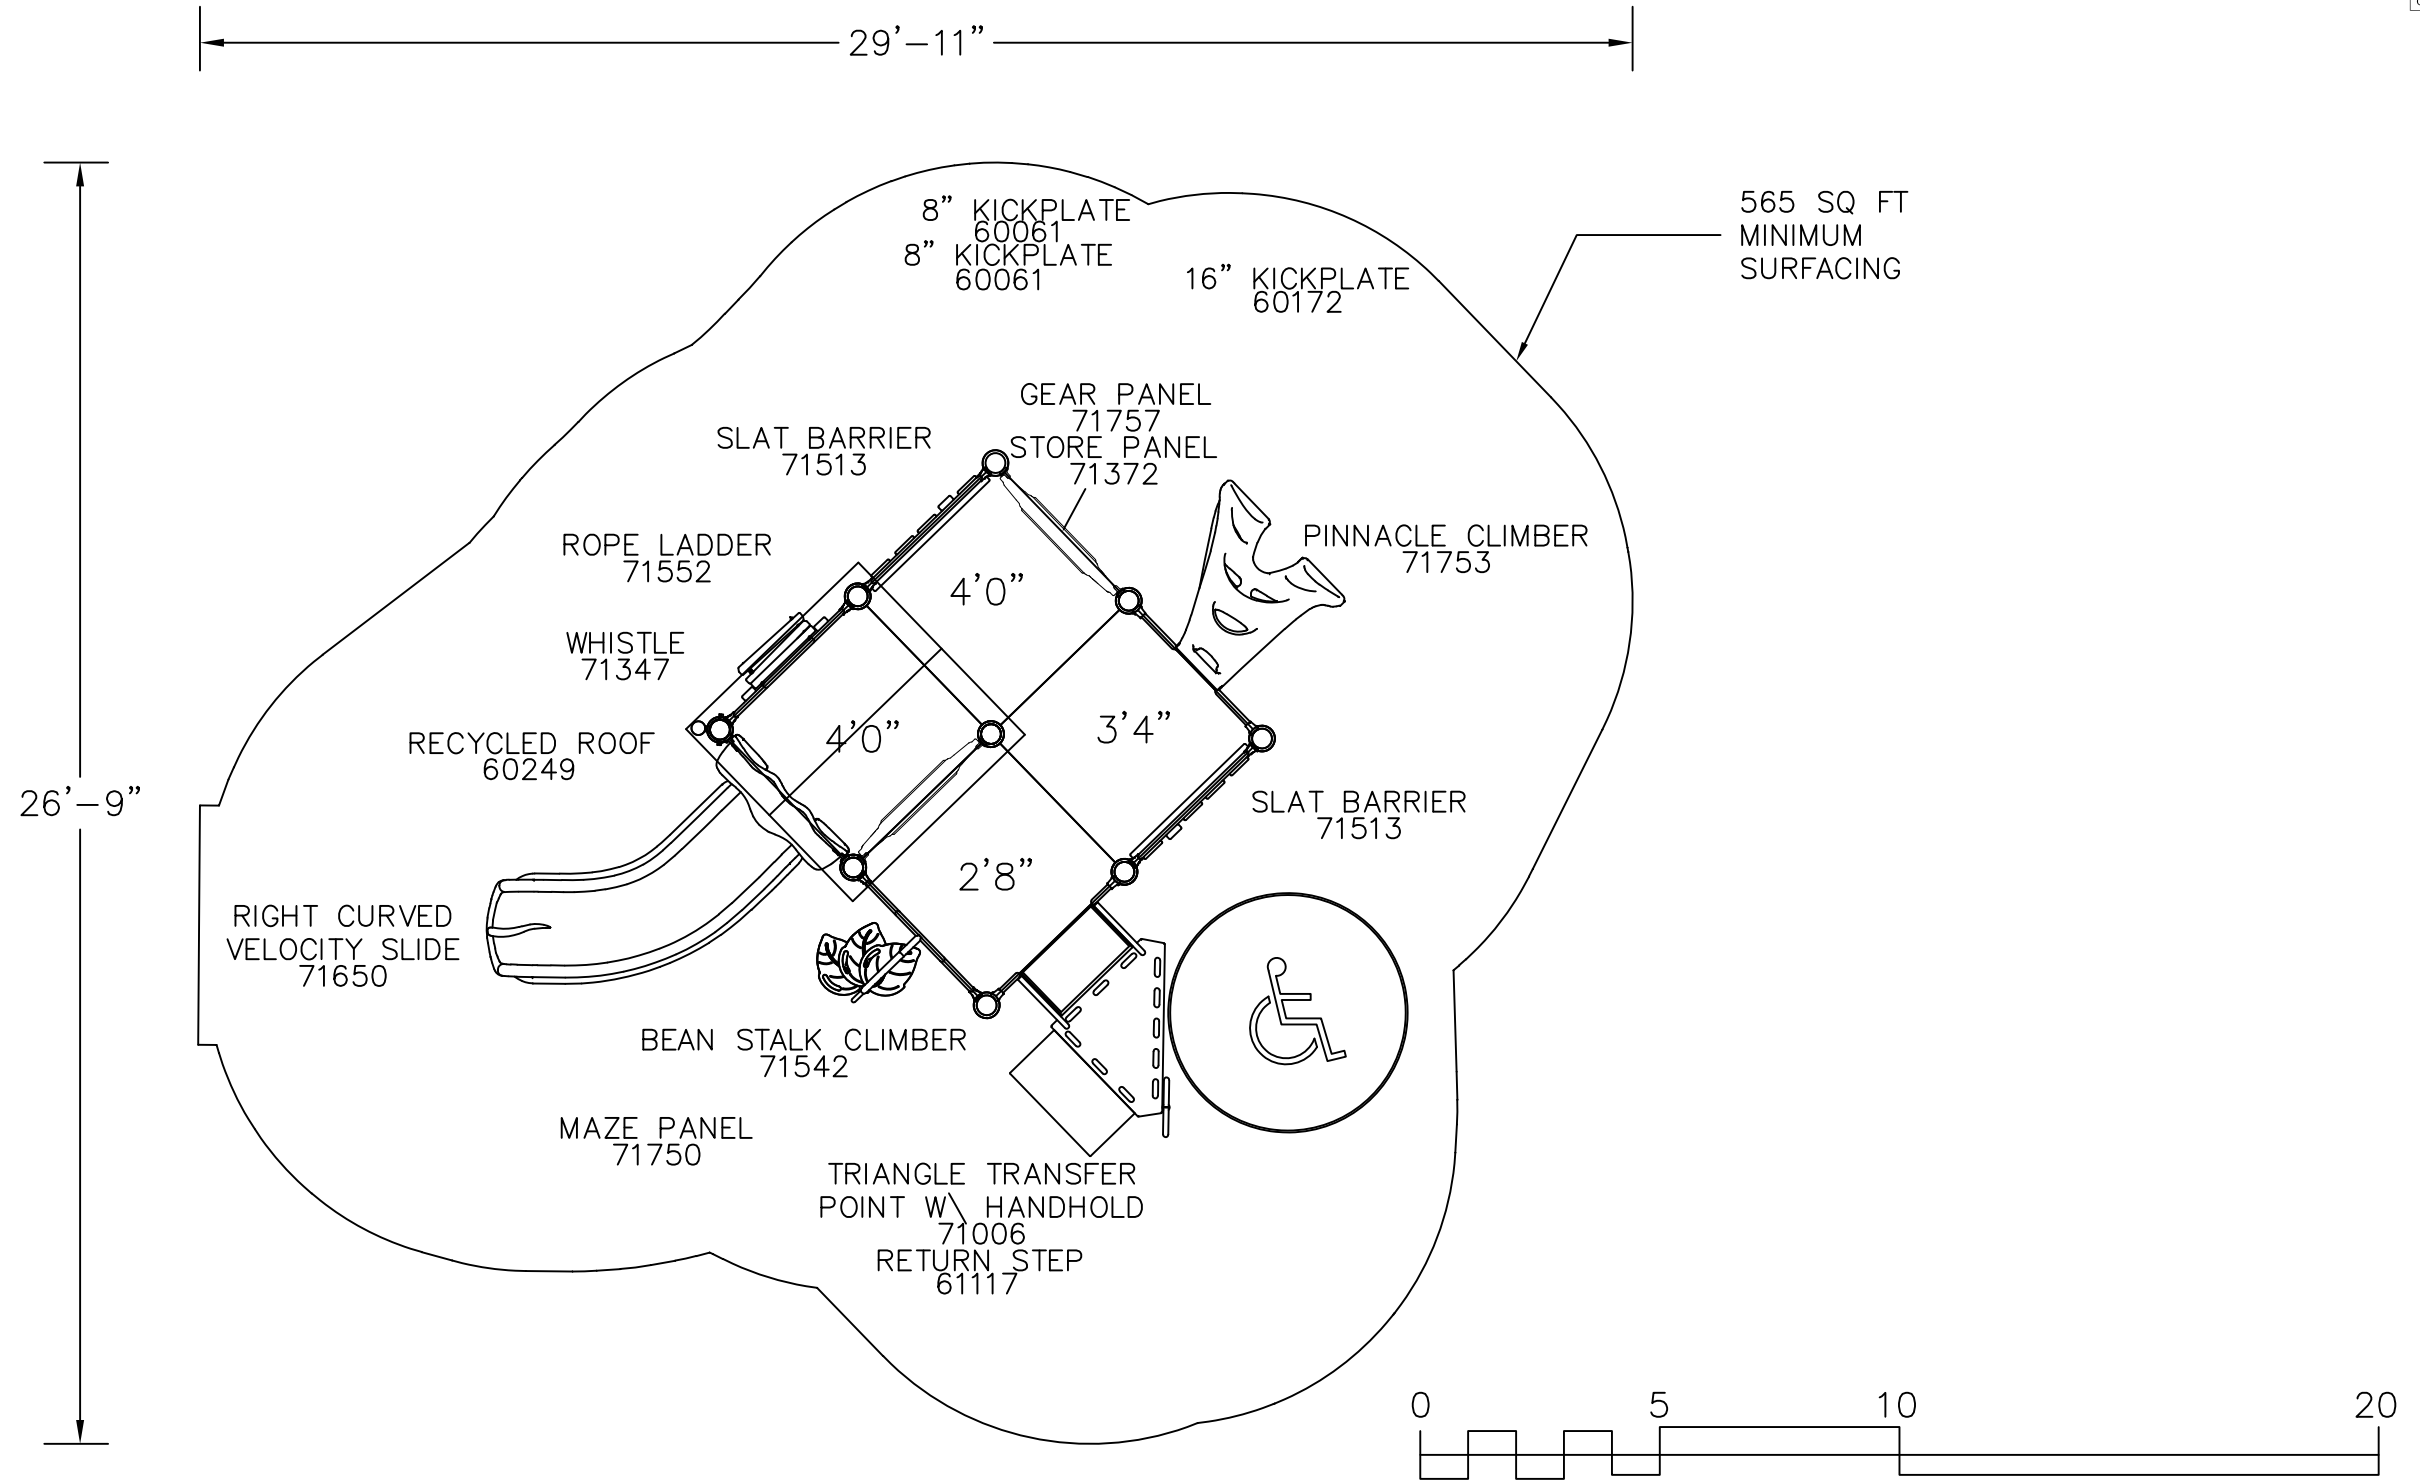 29'-11"
8" KICKPLATE
60061
8" KICKPLATE
60061
16" KICKPLATE
60172
565 SQ FT
MINIMUM
SURFACING
GEAR PANEL
71757
STORE PANEL
71372
SLAT BARRIER
71513
ROPE LADDER
71552
PINNACLE CLIMBER
71753
4'0"
WHISTLE
71347
RECYCLED ROOF
60249
4'0"
3'4"
26'-9"
SLAT BARRIER
71513
2'8"
RIGHT CURVED
VELOCITY SLIDE
71650
BEAN STALK CLIMBER
71542
MAZE PANEL
71750
TRIANGLE TRANSFER
POINT W\ HANDHOLD
71006
RETURN STEP
61117
0 5 10 20